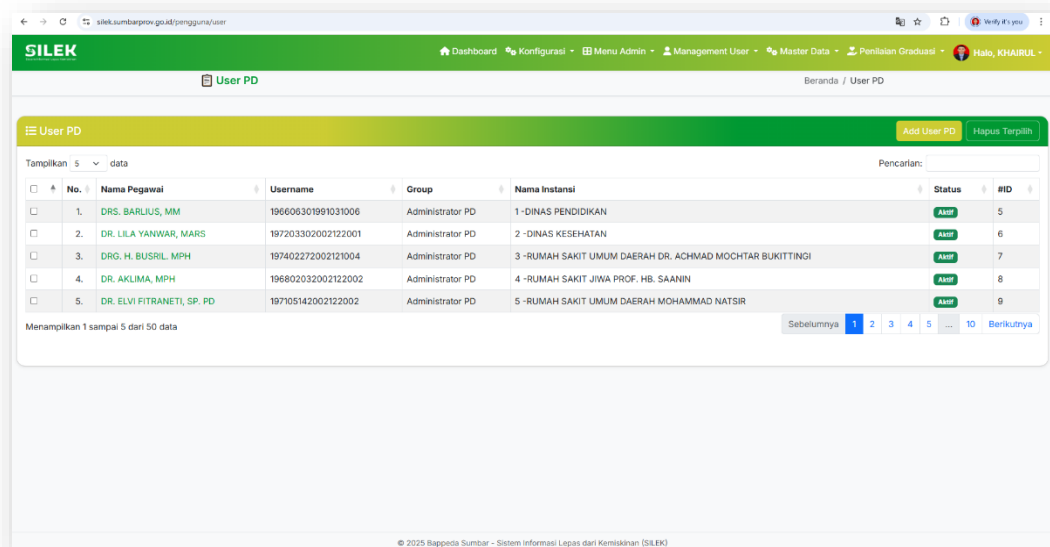 silek.sumbarprov.go.id/pengguna/user
Verify it's you
SILEK
Dashboard Konfigurasi Menu Admin Management User Master Data Penilaian Graduasi Halo, KHAIRUL
User PD
Beranda / User PD
User PD
Add User PD Hapus Terpilih
Tampilkan 5 data Pencarian:
No. Nama Pegawai Username Group Nama Instansi Status #ID
1. DRS. BARLIUS, MM 196606301991031006 Administrator PD 1 -DINAS PENDIDIKAN Aktif 5
2. DR. LILA YANWAR, MARS 197203302002122001 Administrator PD 2 -DINAS KESEHATAN Aktif 6
3. DRG. H. BUSRIL. MPH 197402272002121004 Administrator PD 3 -RUMAH SAKIT UMUM DAERAH DR. ACHMAD MOCHTAR BUKITTINGI Aktif 7
4. DR. AKLIMA, MPH 196802032002122002 Administrator PD 4 -RUMAH SAKIT JIWA PROF. HB. SAANIN Aktif 8
5. DR. ELVI FITRANETI, SP. PD 197105142002122002 Administrator PD 5 -RUMAH SAKIT UMUM DAERAH MOHAMMAD NATSIR Aktif 9
Menampilkan 1 sampai 5 dari 50 data
Sebelumnya 1 2 3 4 5 ... 10 Berikutnya
© 2025 Bappeda Sumbar - Sistem Informasi Lepas dari Kemiskinan (SILEK)